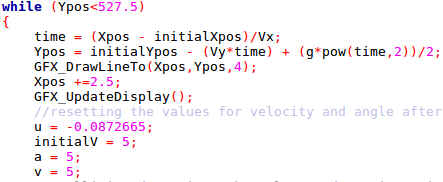 while (Ypos<527.5)
{
time = (Xpos - initialXpos)/Vx;
Ypos = initialYpos - (Vy*time) + (g*pow(time,2))/2;
GFX_DrawLineTo(Xpos,Ypos,4);
Xpos +=2.5;
GFX_UpdateDisplay();
//resetting the values for velocity and angle after
u = -0.0872665;
initialV = 5;
a = 5;
v = 5;